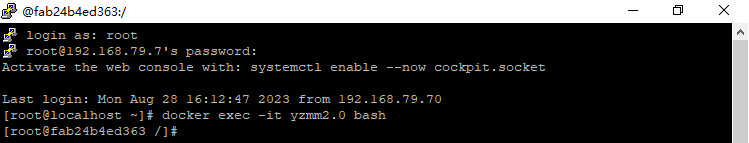 @fab24b4ed363:/
login as: root
root@192.168.79.7's password:
Activate the web console with: systemctl enable --now cockpit.socket
Last login: Mon Aug 28 16:12:47 2023 from 192.168.79.70
[root@localhost ~]# docker exec -it yzmm2.0 bash
[root@fab24b4ed363 /]#